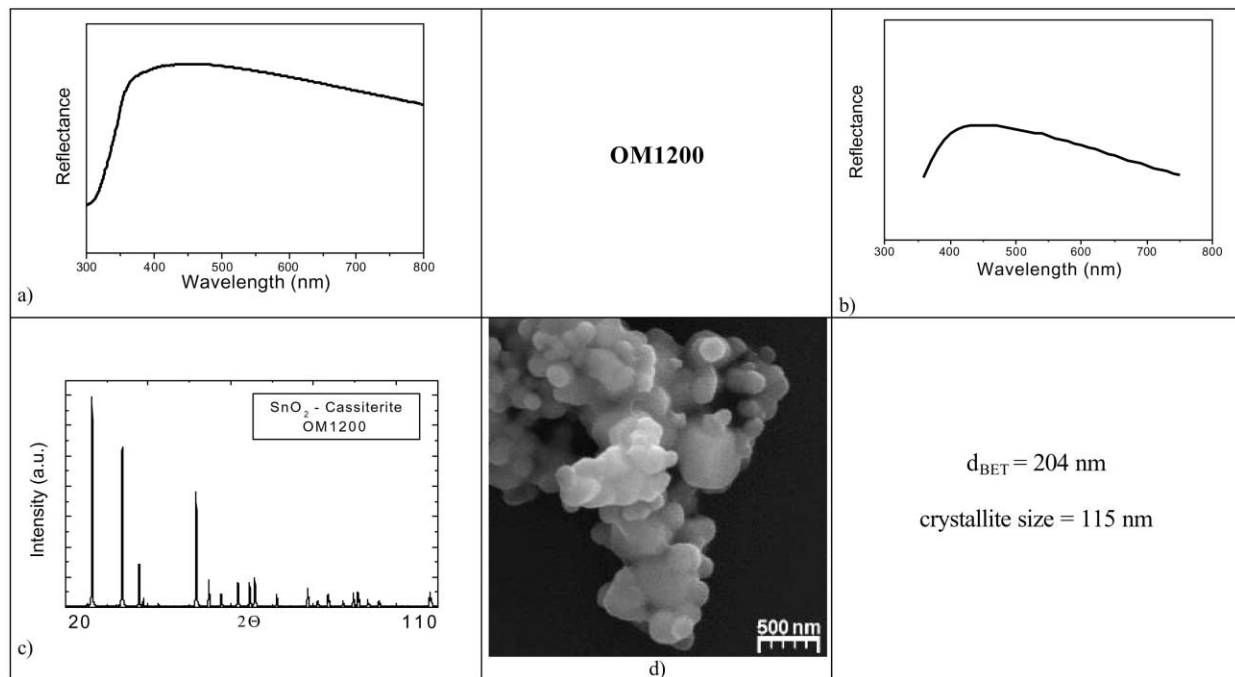 Reflectance
300 400 500 600 700 800
Wavelength (nm)
a)
OM1200
Reflectance
300 400 500 600 700 800
Wavelength (nm)
b)
Intensity (a.u.)
SnO₂ - Cassiterite
OM1200
20 2Θ 110
c)
500 nm
d)
d_BET = 204 nm
crystallite size = 115 nm